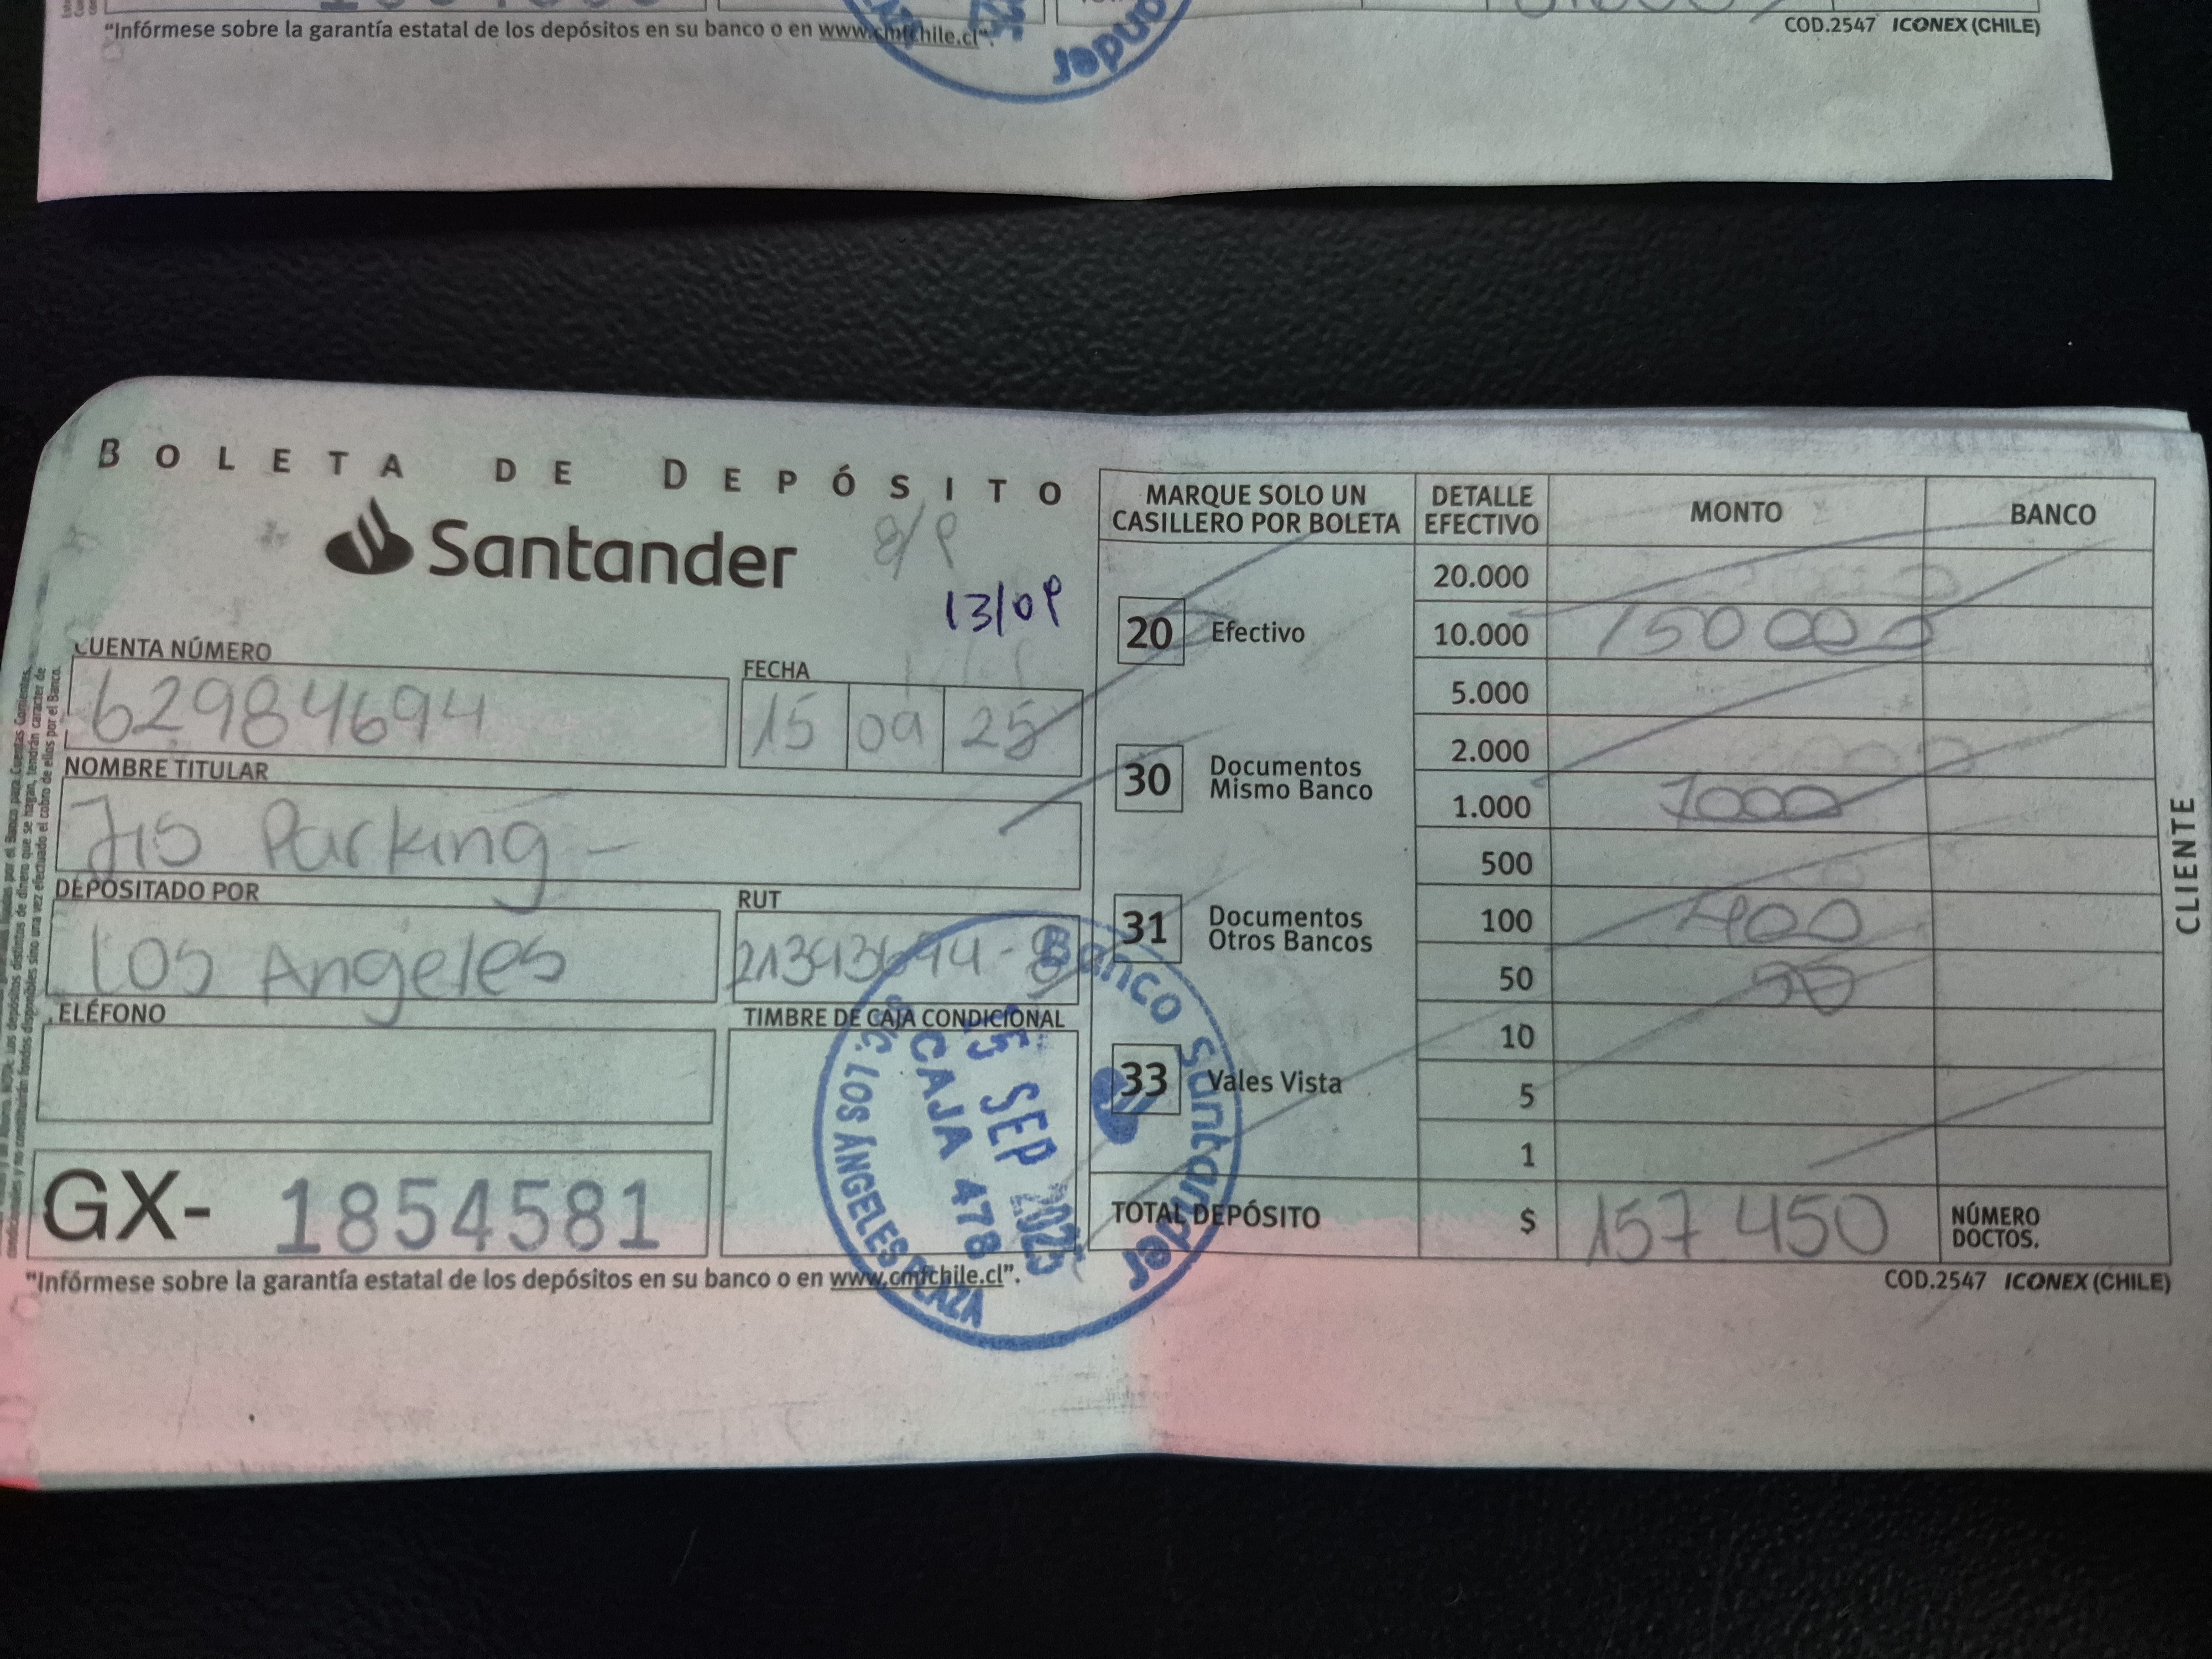 "Infórmese sobre la garantía estatal de los depósitos en su banco o en www.cmfchile.cl".
COD.2547 ICONEX (CHILE)
BOLETA DE DEPÓSITO
Santander
8/9
13/09
CUENTA NÚMERO
62984694
FECHA
15 09 25
NOMBRE TITULAR
JIS Parking -
DEPOSITADO POR
Los Angeles
RUT
TELÉFONO
TIMBRE DE CAJA CONDICIONAL
Banco Santander
15 SEP 2025
CAJA 478
SUC. LOS ÁNGELES PLAZA
GX- 1854581
MARQUE SOLO UN CASILLERO POR BOLETA
20 Efectivo
30 Documentos Mismo Banco
31 Documentos Otros Bancos
33 Vales Vista
DETALLE EFECTIVO MONTO BANCO
20.000
10.000 150 000
5.000
2.000
1.000 7000
500
100 400
50 50
10
5
1
TOTAL DEPÓSITO $ 157 450 NÚMERO DOCTOS.
CLIENTE
"Infórmese sobre la garantía estatal de los depósitos en su banco o en www.cmfchile.cl".
COD.2547 ICONEX (CHILE)